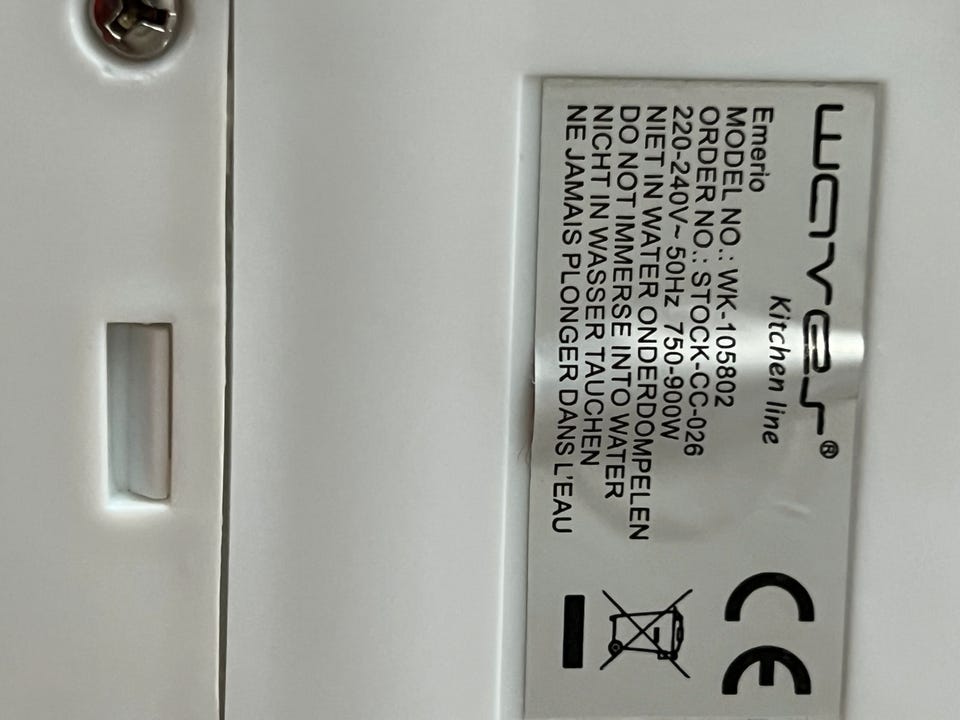 waves®
Kitchen line
Emerio
MODEL NO.: WK-105802
ORDER NO.: STOCK-CC-026
220-240V~ 50Hz 750-900W
NIET IN WATER ONDERDOMPELEN
DO NOT IMMERSE INTO WATER
NICHT IN WASSER TAUCHEN
NE JAMAIS PLONGER DANS L'EAU
CE